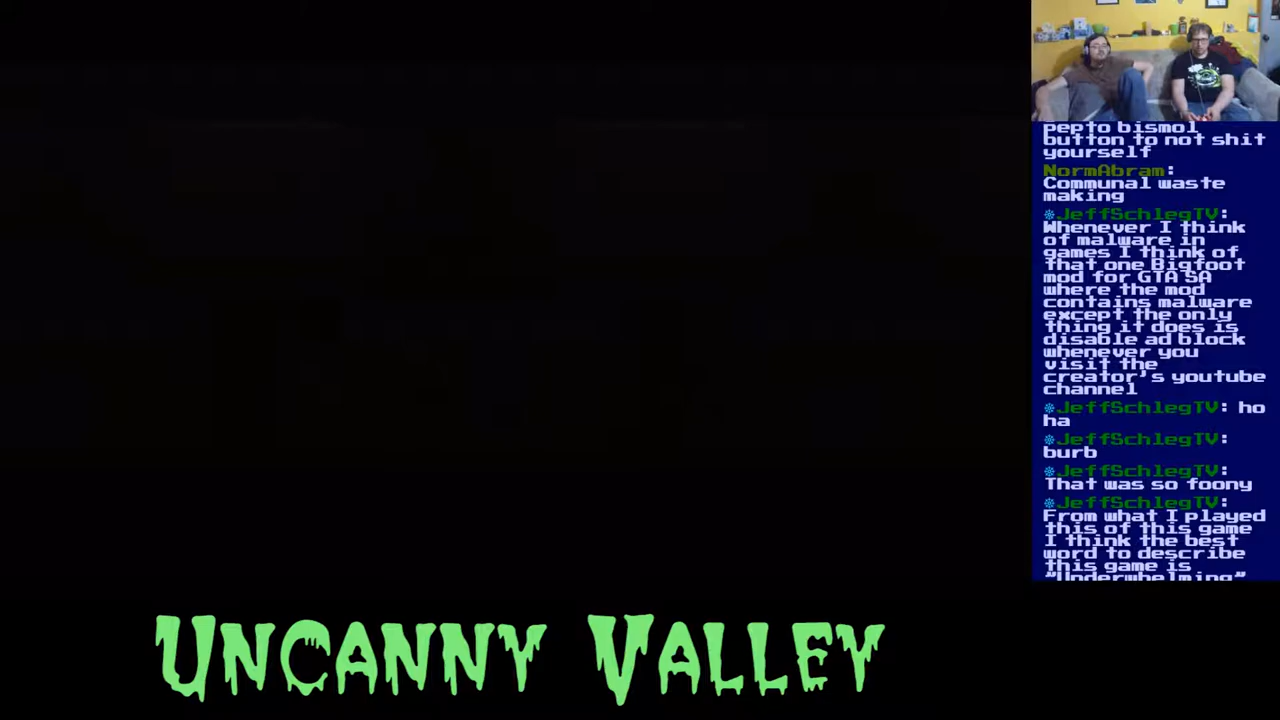 pepto bismol
button to not shit
yourself
NormAbram:
Communal waste
making
JeffSchlegTV:
Whenever I think
of malware in
games I think of
that one Bigfoot
mod for GTA SA
where the mod
contains malware
except the only
thing it does is
disable ad block
whenever you
visit the
creator's youtube
channel
JeffSchlegTV: ho
ha
JeffSchlegTV:
burb
JeffSchlegTV:
That was so foony
JeffSchlegTV:
From what I played
this of this game
I think the best
word to describe
this game is
"Underwhelming"
Uncanny Valley